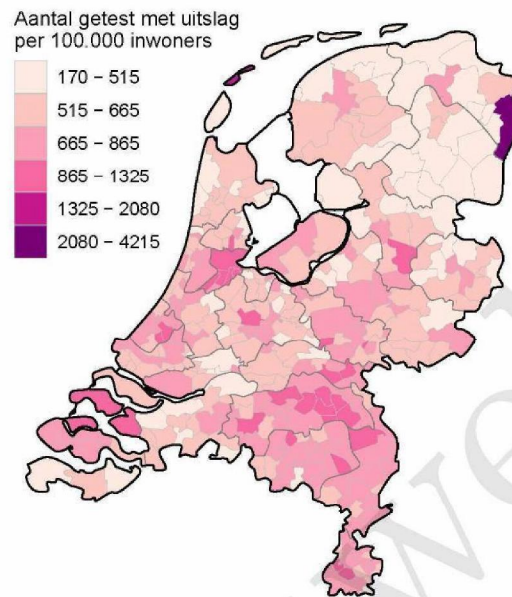 Aantal getest met uitslag
per 100.000 inwoners
170 – 515
515 – 665
665 – 865
865 – 1325
1325 – 2080
2080 – 4215